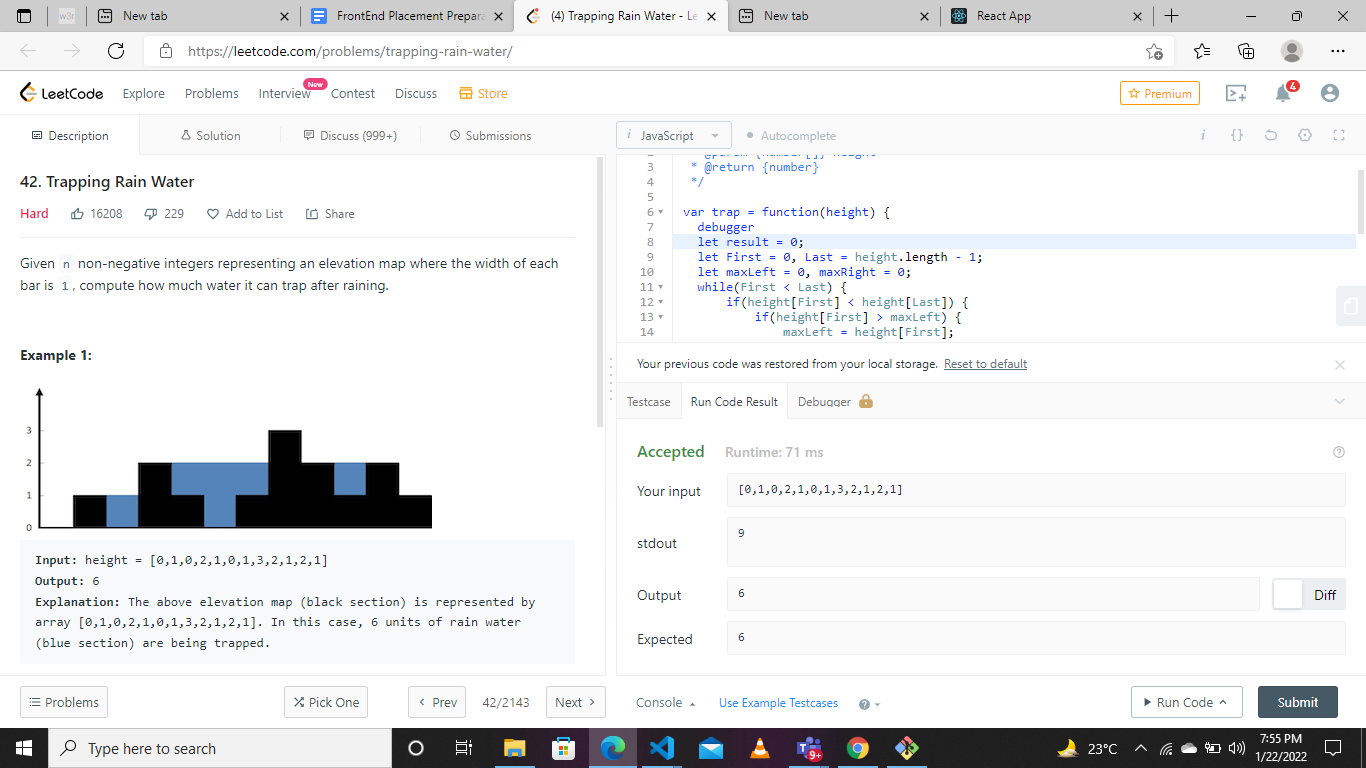 w3r
New tab
FrontEnd Placement Prepara
(4) Trapping Rain Water - Le
New tab
React App
https://leetcode.com/problems/trapping-rain-water/
LeetCode
Explore
Problems
Interview
New
Contest
Discuss
Store
Premium
4
Description
Solution
Discuss (999+)
Submissions
i
JavaScript
Autocomplete
i
{}
42. Trapping Rain Water
Hard
16208
229
Add to List
Share
Given n non-negative integers representing an elevation map where the width of each
bar is 1, compute how much water it can trap after raining.
Example 1:
3
2
1
0
Input: height = [0,1,0,2,1,0,1,3,2,1,2,1]
Output: 6
Explanation: The above elevation map (black section) is represented by
array [0,1,0,2,1,0,1,3,2,1,2,1]. In this case, 6 units of rain water
(blue section) are being trapped.
2 * @param {number[]} height
3 * @return {number}
4 */
5
6 var trap = function(height) {
7 debugger
8 let result = 0;
9 let First = 0, Last = height.length - 1;
10 let maxLeft = 0, maxRight = 0;
11 while(First < Last) {
12 if(height[First] < height[Last]) {
13 if(height[First] > maxLeft) {
14 maxLeft = height[First];
Your previous code was restored from your local storage. Reset to default
Testcase
Run Code Result
Debugger
Accepted
Runtime: 71 ms
Your input
[0,1,0,2,1,0,1,3,2,1,2,1]
stdout
9
Output
6
Diff
Expected
6
Problems
Pick One
Prev
42/2143
Next
Console
Use Example Testcases
Run Code
Submit
Type here to search
9+
23°C
7:55 PM
1/22/2022